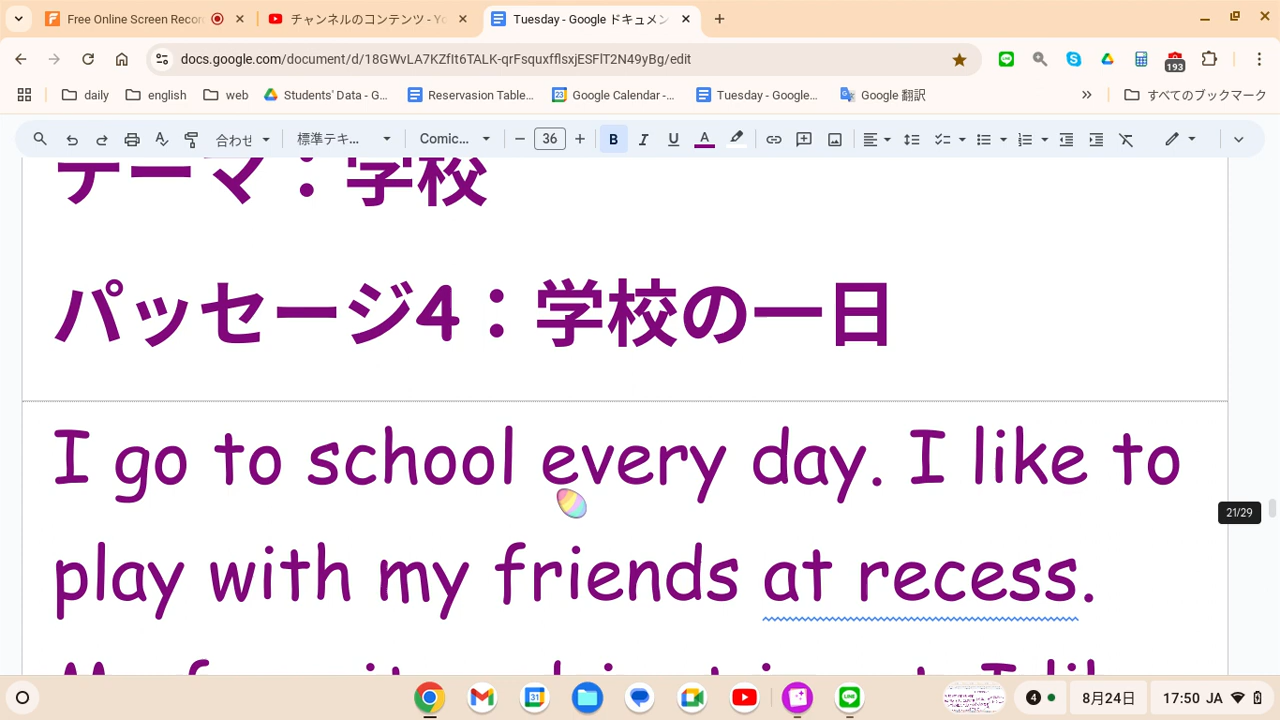 Free Online Screen Recor
チャンネルのコンテンツ - Yo
Tuesday - Google ドキュメン
docs.google.com/document/d/18GWvLA7KZfIt6TALK-qrFsquxfflsxjESFlT2N49yBg/edit
193
daily
english
web
Students' Data - G...
Reservasion Table...
Google Calendar -...
Tuesday - Google...
Google 翻訳
すべてのブックマーク
合わせ
標準テキ...
Comic...
36
B
I
U
A
テーマ：学校
パッセージ4：学校の一日
I go to school every day. I like to
play with my friends at recess.
21/29
4
8月24日
17:50 JA